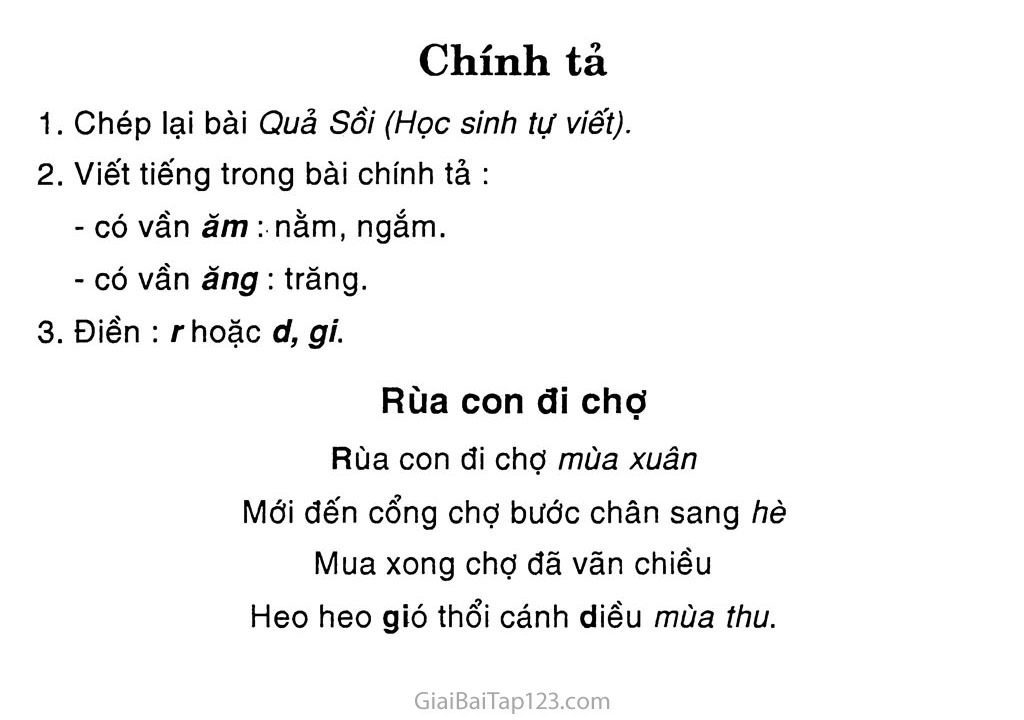 Chính tả
1. Chép lại bài Quả Sồi (Học sinh tự viết).
2. Viết tiếng trong bài chính tả :
- có vần ăm : nằm, ngắm.
- có vần ăng : trăng.
3. Điền : r hoặc d, gi.
Rùa con đi chợ
Rùa con đi chợ mùa xuân
Mới đến cổng chợ bước chân sang hè
Mua xong chợ đã vãn chiều
Heo heo gió thổi cánh diều mùa thu.
GiaiBaiTap123.com